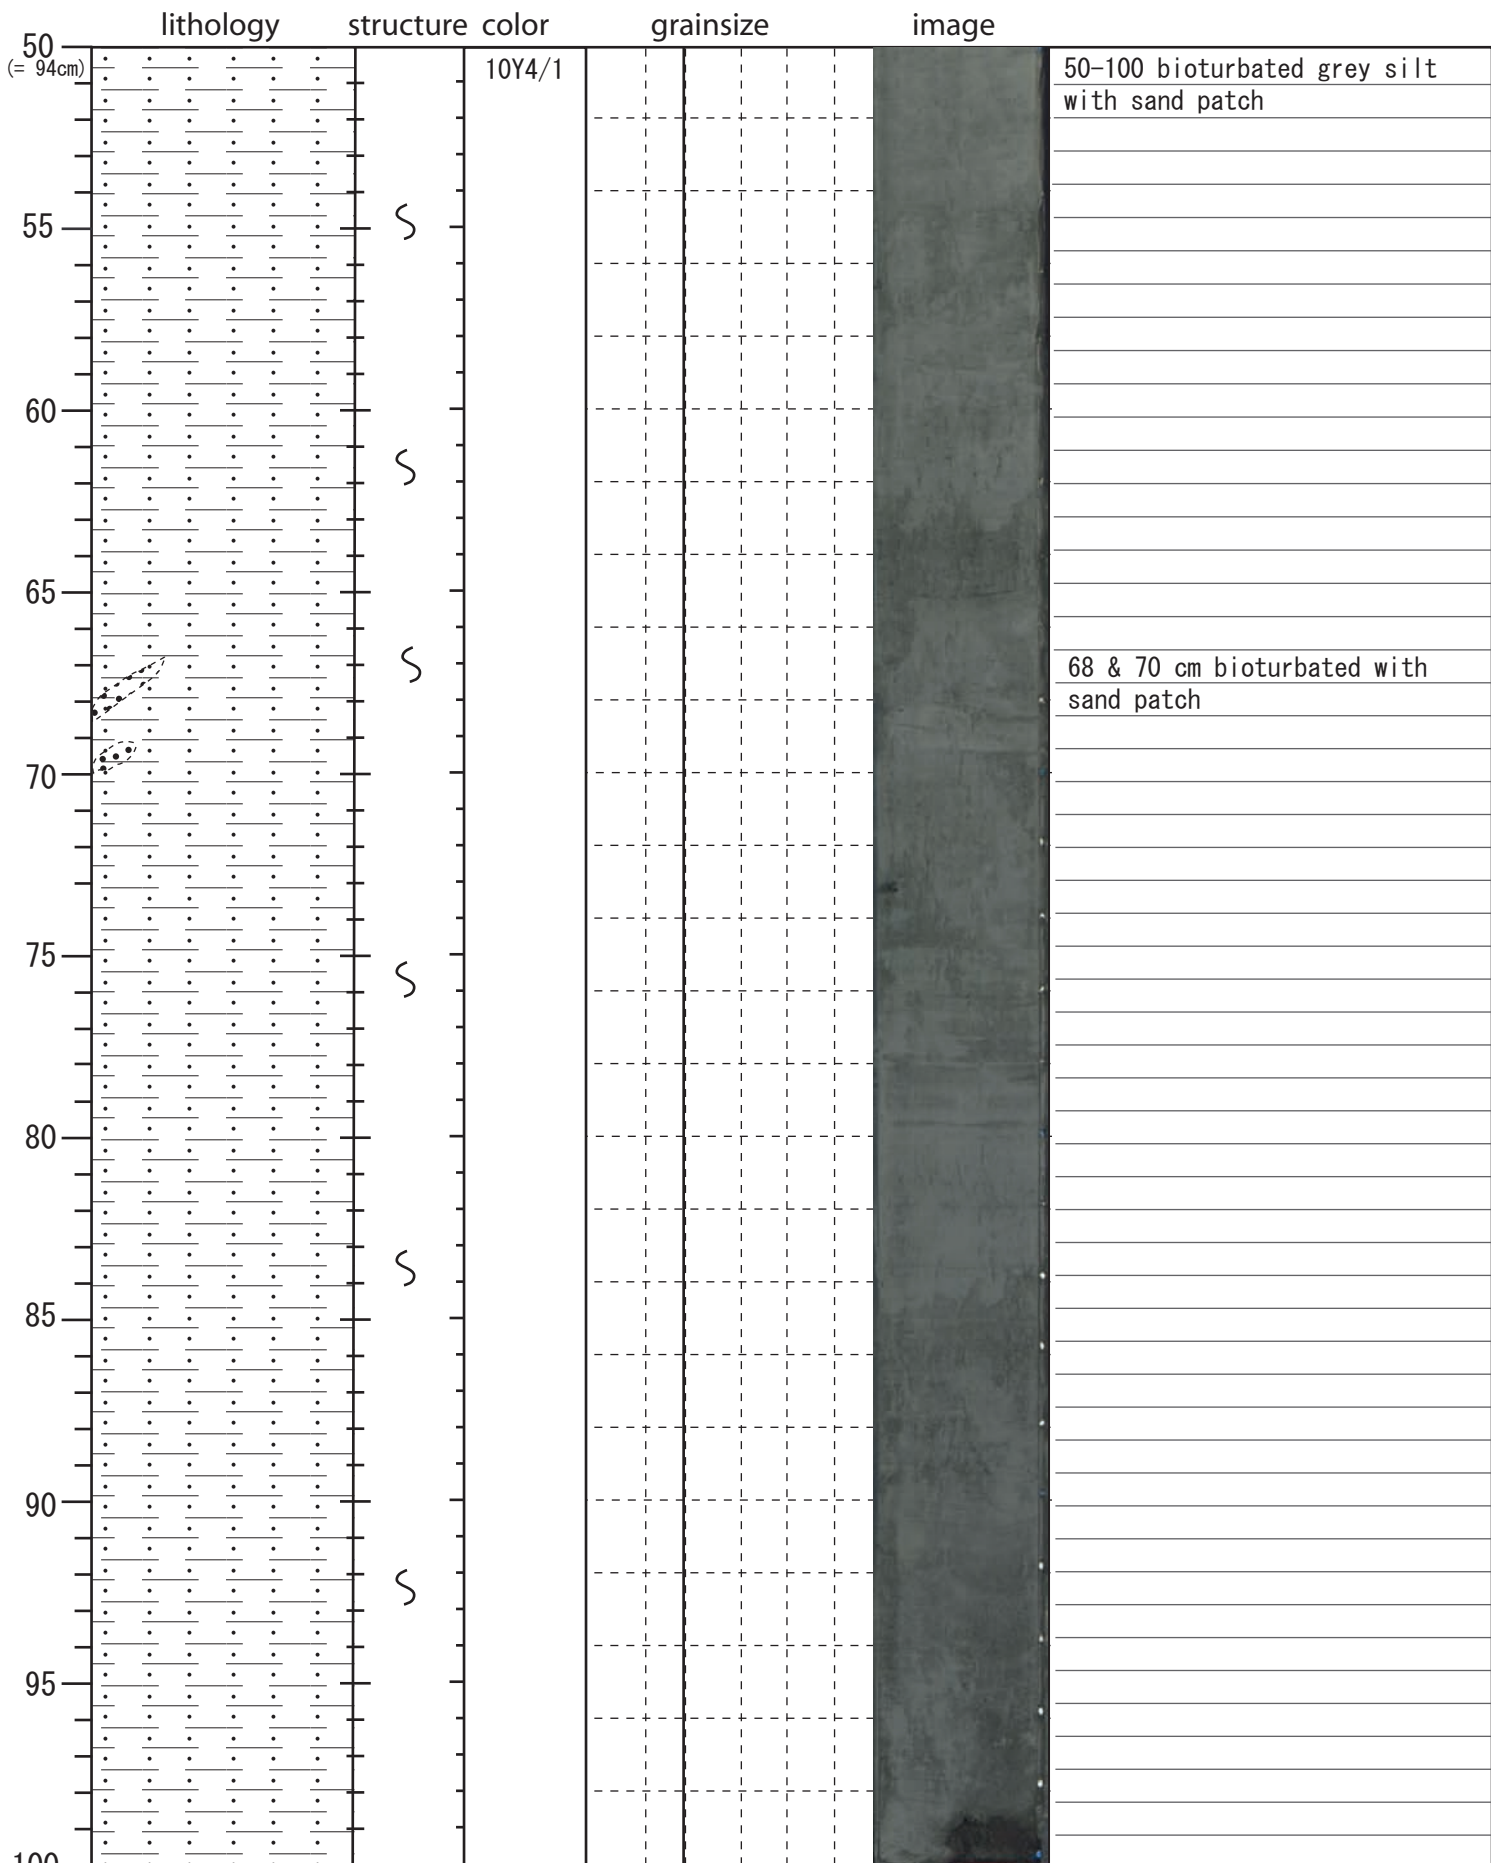 lithology structure color grainsize image
50
(= 94cm)
10Y4/1
50-100 bioturbated grey silt
with sand patch
55
60
65
68 & 70 cm bioturbated with
sand patch
70
75
80
85
90
95
100